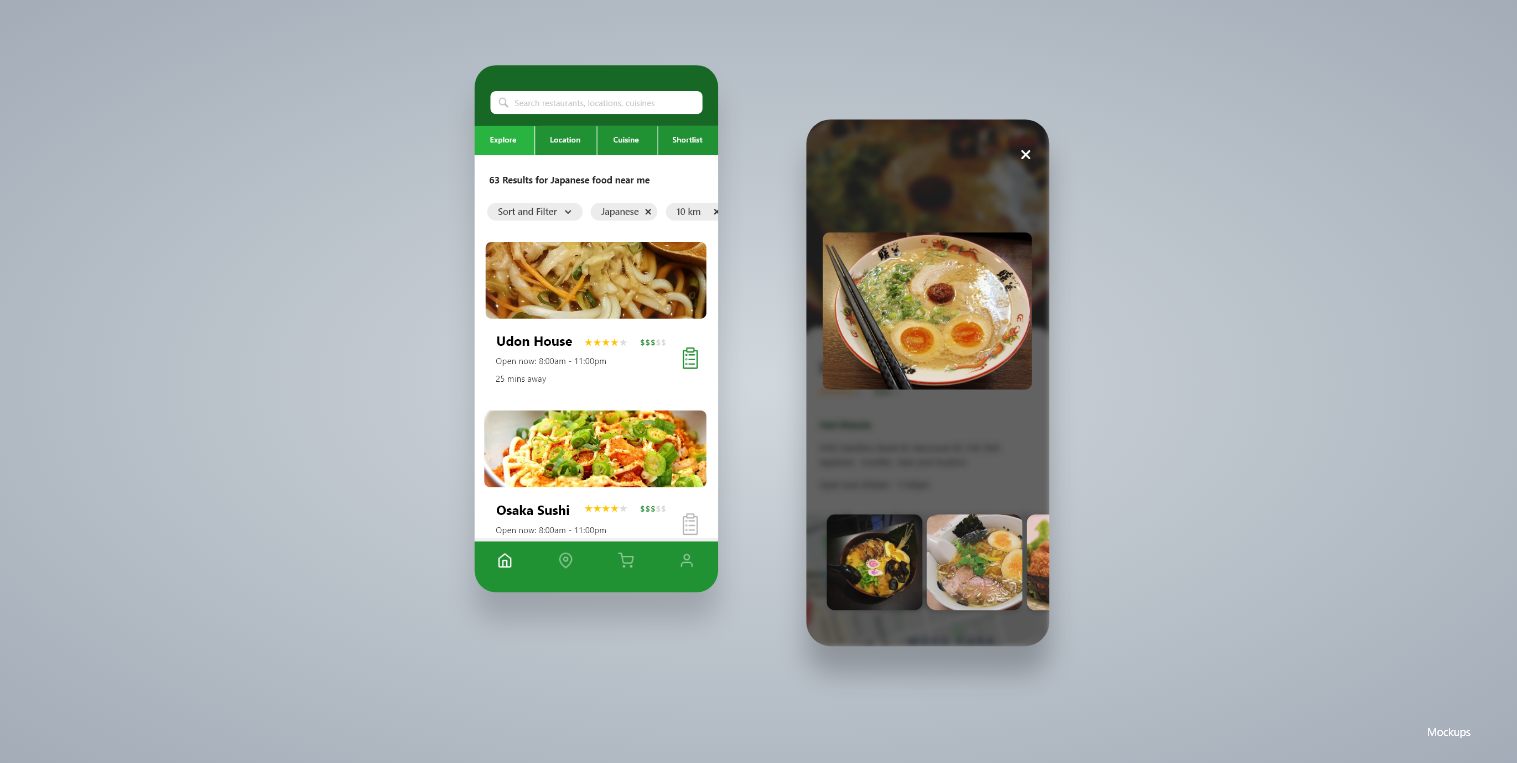 Search restaurants, locations, cuisines
Explore
Location
Cuisine
Shortlist
63 Results for Japanese food near me
Sort and Filter
Japanese ✕
10 km ✕
Udon House ★★★★★ $$$$$
Open now: 8:00am - 11:00pm
25 mins away
Osaka Sushi ★★★★★ $$$$$
Open now: 8:00am - 11:00pm
✕
Mockups